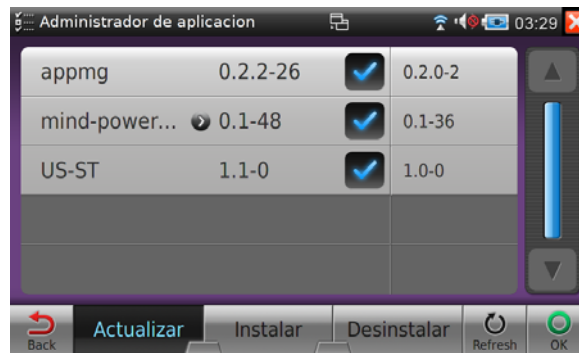 Administrador de aplicacion 03:29
appmg 0.2.2-26 0.2.0-2
mind-power... 0.1-48 0.1-36
US-ST 1.1-0 1.0-0
Back Actualizar Instalar Desinstalar Refresh OK